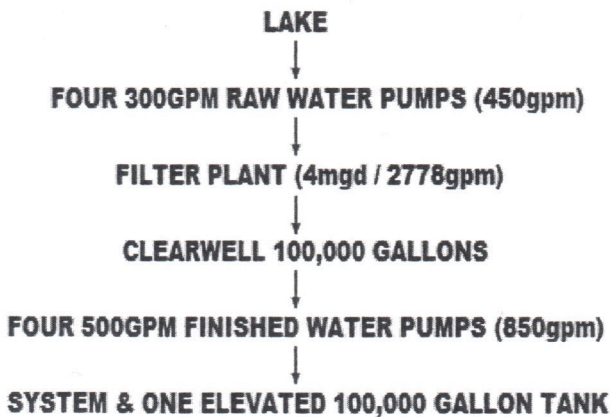 LAKE
FOUR 300GPM RAW WATER PUMPS (450gpm)
FILTER PLANT (4mgd / 2778gpm)
CLEARWELL 100,000 GALLONS
FOUR 500GPM FINISHED WATER PUMPS (850gpm)
SYSTEM & ONE ELEVATED 100,000 GALLON TANK